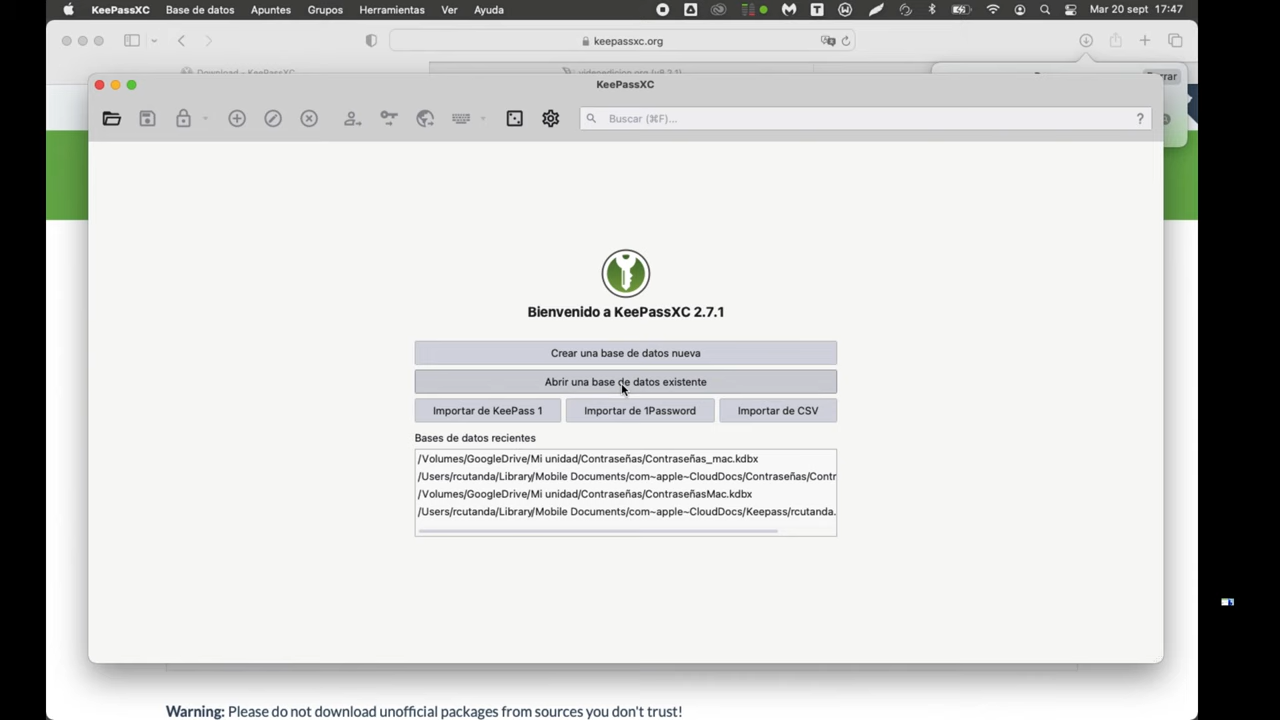 KeePassXC Base de datos Apuntes Grupos Herramientas Ver Ayuda Mar 20 sept 17:47
keepassxc.org
Download – KeePassXC
KeePassXC
Buscar (⌘F)...
?
Bienvenido a KeePassXC 2.7.1
Crear una base de datos nueva
Abrir una base de datos existente
Importar de KeePass 1 Importar de 1Password Importar de CSV
Bases de datos recientes
/Volumes/GoogleDrive/Mi unidad/Contraseñas/Contraseñas_mac.kdbx
/Users/rcutanda/Library/Mobile Documents/com~apple~CloudDocs/Contraseñas/Contr
/Volumes/GoogleDrive/Mi unidad/Contraseñas/ContraseñasMac.kdbx
/Users/rcutanda/Library/Mobile Documents/com~apple~CloudDocs/Keepass/rcutanda.
Warning: Please do not download unofficial packages from sources you don't trust!